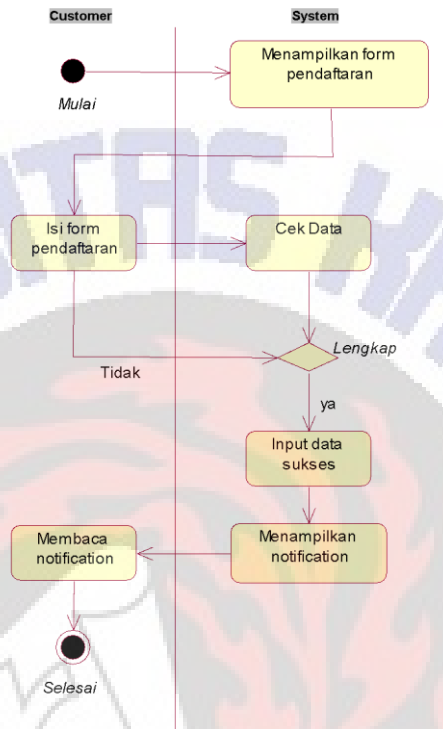 Customer
System
Menampilkan form
pendaftaran
Mulai
Isi form
pendaftaran
Cek Data
Lengkap
Tidak
ya
Input data
sukses
Membaca
notification
Menampilkan
notification
Selesai